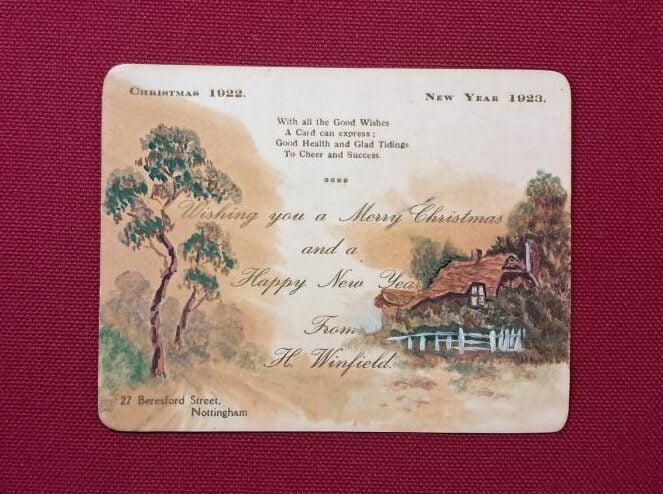 Christmas 1922.
New Year 1923.
With all the Good Wishes
A Card can express;
Good Health and Glad Tidings
To Cheer and Success.
Wishing you a Merry Christmas
and a
Happy New Year
From
H. Winfield.
27 Beresford Street,
Nottingham